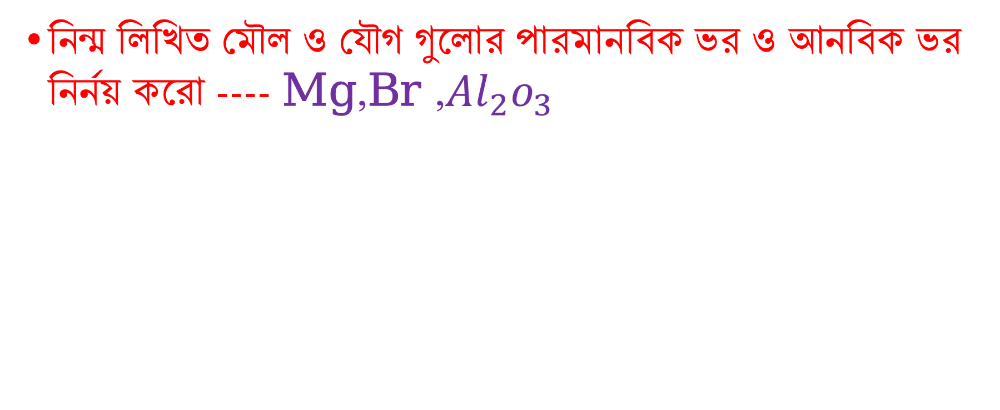 • নিন্ম লিখিত মৌল ও যৌগ গুলোর পারমানবিক ভর ও আনবিক ভর
নির্নয় করো ---- Mg,Br ,Al₂o₃